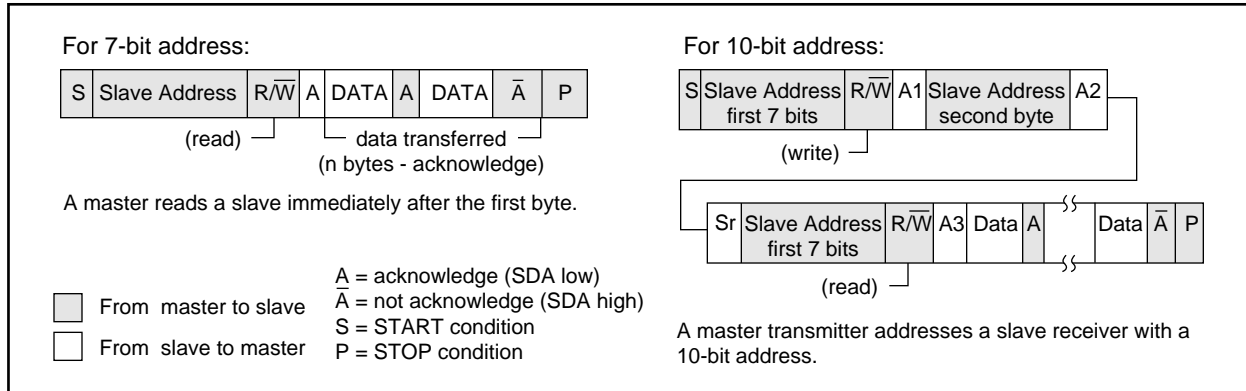 For 7-bit address:
S Slave Address R/W̅ A DATA A DATA A̅ P
(read) data transferred
(n bytes - acknowledge)
A master reads a slave immediately after the first byte.
From master to slave
From slave to master
A = acknowledge (SDA low)
A̅ = not acknowledge (SDA high)
S = START condition
P = STOP condition
For 10-bit address:
S Slave Address first 7 bits R/W̅ A1 Slave Address second byte A2
(write)
Sr Slave Address first 7 bits R/W̅ A3 Data A Data A̅ P
(read)
A master transmitter addresses a slave receiver with a
10-bit address.